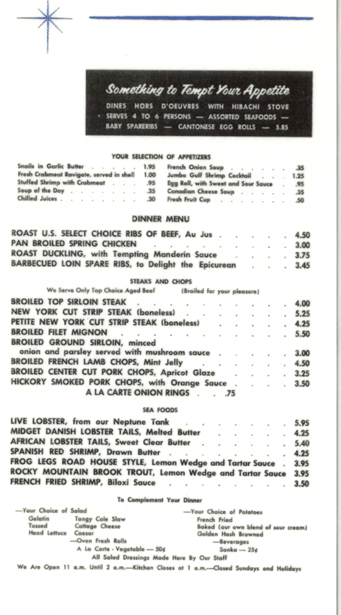 Something to Tempt Your Appetite
DINES HORS D'OEUVRES WITH HIBACHI STOVE
SERVES 4 TO 6 PERSONS — ASSORTED SEAFOODS —
BABY SPARERIBS — CANTONESE EGG ROLLS — 5.85
YOUR SELECTION OF APPETIZERS
Snails in Garlic Butter . . . . 1.95 French Onion Soup . . . . . .35
Fresh Crabmeat Ravigote, served in shell 1.00 Jumbo Gulf Shrimp Cocktail . . . . 1.25
Stuffed Shrimp with Crabmeat . . . .95 Egg Roll, with Sweet and Sour Sauce . .95
Soup of the Day . . . . . .35 Canadian Cheese Soup . . . . .35
Chilled Juices . . . . . .30 Fresh Fruit Cup . . . . . .50
DINNER MENU
ROAST U.S. SELECT CHOICE RIBS OF BEEF, Au Jus . . . . . 4.50
PAN BROILED SPRING CHICKEN . . . . . . 3.00
ROAST DUCKLING, with Tempting Manderin Sauce . . . . 3.75
BARBECUED LOIN SPARE RIBS, to Delight the Epicurean . . . 3.45
STEAKS AND CHOPS
We Serve Only Top Choice Aged Beef (Broiled for your pleasure)
BROILED TOP SIRLOIN STEAK . . . . . . 4.00
NEW YORK CUT STRIP STEAK (boneless) . . . . . 5.25
PETITE NEW YORK CUT STRIP STEAK (boneless) . . . . 4.25
BROILED FILET MIGNON . . . . . . . 5.50
BROILED GROUND SIRLOIN, minced
onion and parsley served with mushroom sauce . . . . 3.00
BROILED FRENCH LAMB CHOPS, Mint Jelly . . . . . 4.50
BROILED CENTER CUT PORK CHOPS, Apricot Glaze . . . . 3.25
HICKORY SMOKED PORK CHOPS, with Orange Sauce . . . . 3.50
A LA CARTE ONION RINGS . . .75
SEA FOODS
LIVE LOBSTER, from our Neptune Tank . . . . . 5.95
MIDGET DANISH LOBSTER TAILS, Melted Butter . . . . 4.25
AFRICAN LOBSTER TAILS, Sweet Clear Butter . . . . . 5.40
SPANISH RED SHRIMP, Drawn Butter . . . . . 4.25
FROG LEGS ROAD HOUSE STYLE, Lemon Wedge and Tartar Sauce . 3.95
ROCKY MOUNTAIN BROOK TROUT, Lemon Wedge and Tartar Sauce 3.95
FRENCH FRIED SHRIMP, Biloxi Sauce . . . . . 3.50
To Complement Your Dinner
—Your Choice of Salad —Your Choice of Potatoes
Gelatin Tangy Cole Slaw French Fried
Tossed Cottage Cheese Baked (our own blend of sour cream)
Head Lettuce Caesar Golden Hash Browned
—Oven Fresh Rolls —Beverages
A La Carte - Vegetable — 50¢ Sanka — 25¢
All Salad Dressings Made Here By Our Staff
We Are Open 11 a.m. Until 2 a.m.—Kitchen Closes at 1 a.m.—Closed Sundays and Holidays